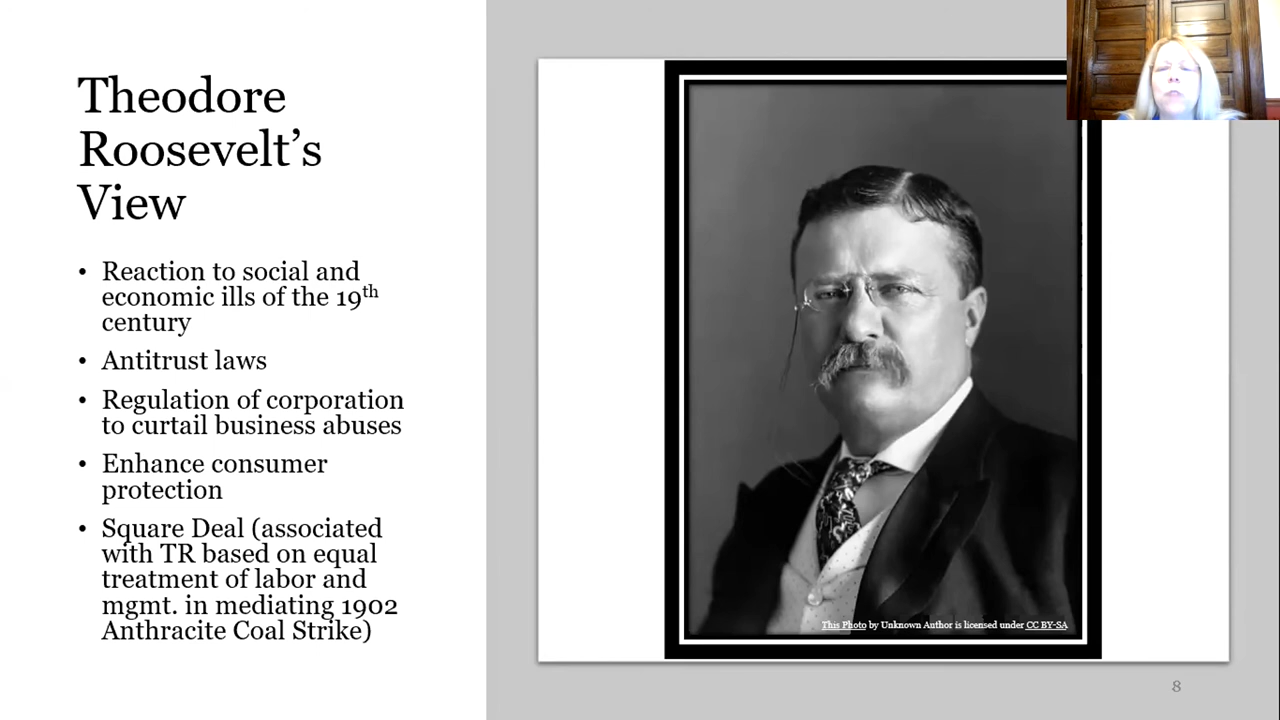 Theodore
Roosevelt’s
View
• Reaction to social and
economic ills of the 19th
century
• Antitrust laws
• Regulation of corporation
to curtail business abuses
• Enhance consumer
protection
• Square Deal (associated
with TR based on equal
treatment of labor and
mgmt. in mediating 1902
Anthracite Coal Strike)
This Photo by Unknown Author is licensed under CC BY-SA
8